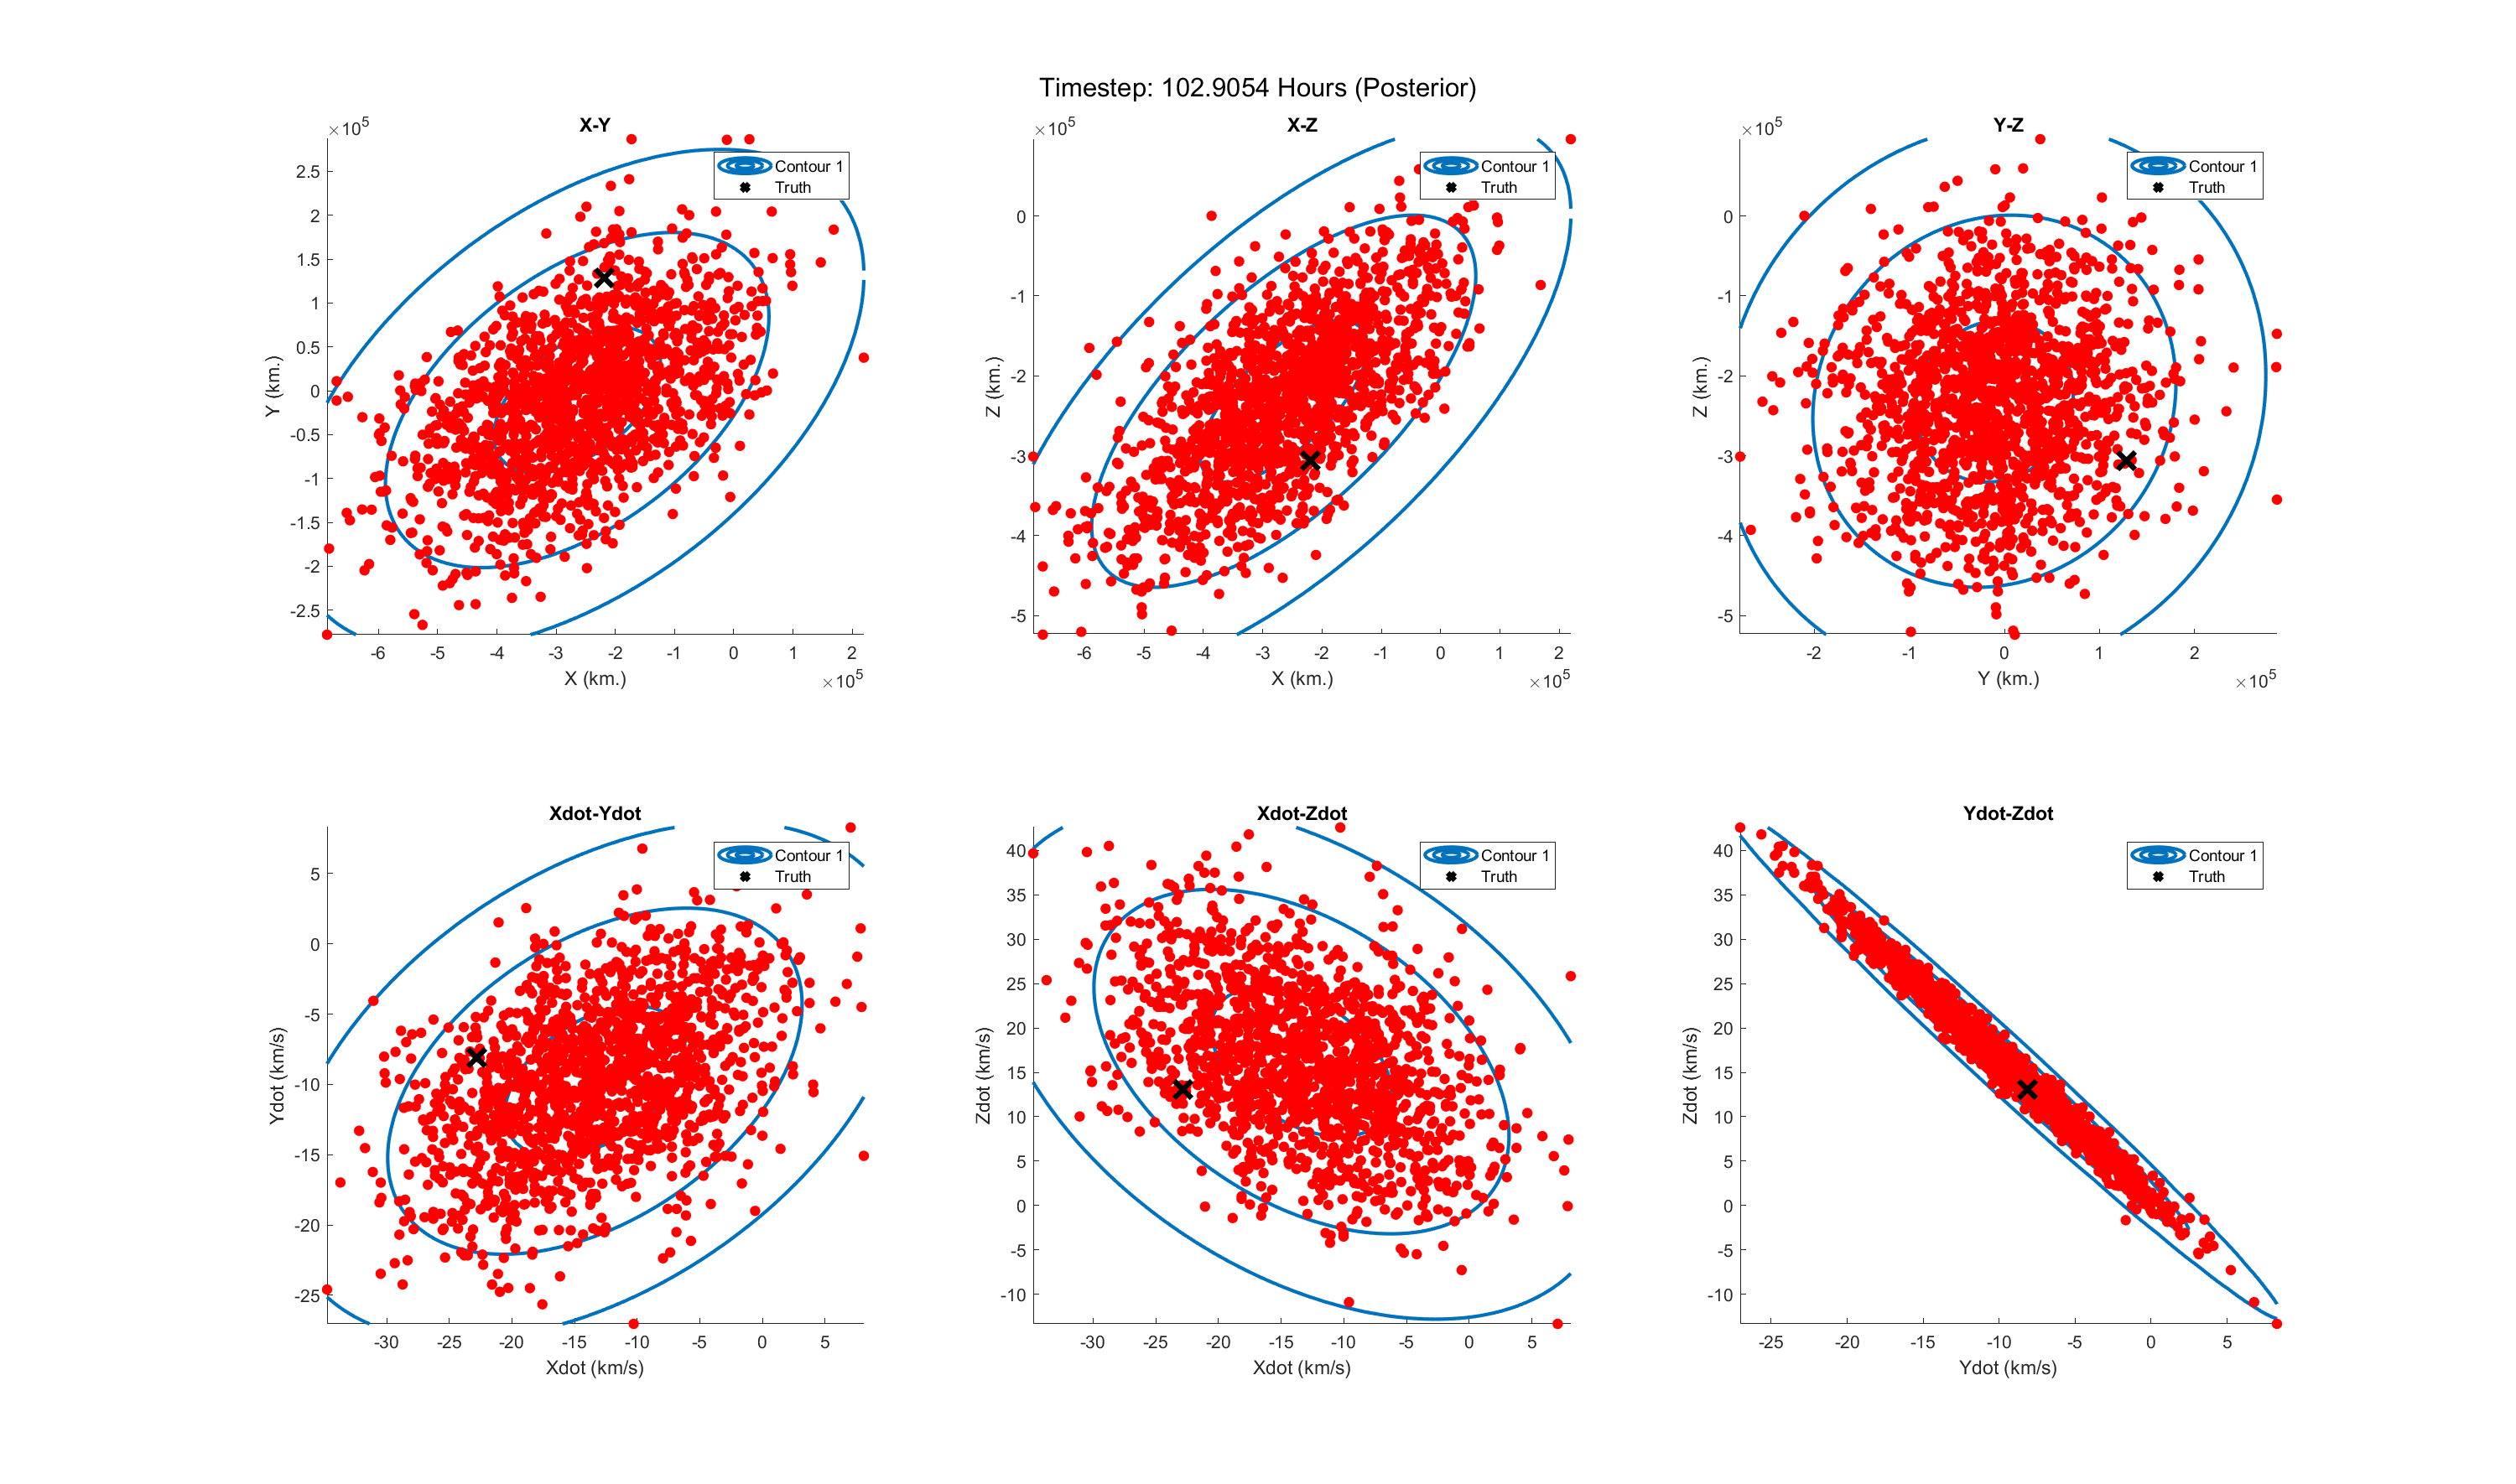 Timestep: 102.9054 Hours (Posterior)
X-Y
×10^5
Contour 1
Truth
2.5
2
1.5
1
0.5
0
-0.5
-1
-1.5
-2
-2.5
Y (km.)
-6 -5 -4 -3 -2 -1 0 1 2
X (km.)
×10^5
X-Z
×10^5
Contour 1
Truth
0
-1
-2
-3
-4
-5
Z (km.)
-6 -5 -4 -3 -2 -1 0 1 2
X (km.)
×10^5
Y-Z
×10^5
Contour 1
Truth
0
-1
-2
-3
-4
-5
Z (km.)
-2 -1 0 1 2
Y (km.)
×10^5
Xdot-Ydot
Contour 1
Truth
5
0
-5
-10
-15
-20
-25
Ydot (km/s)
-30 -25 -20 -15 -10 -5 0 5
Xdot (km/s)
Xdot-Zdot
Contour 1
Truth
40
35
30
25
20
15
10
5
0
-5
-10
Zdot (km/s)
-30 -25 -20 -15 -10 -5 0 5
Xdot (km/s)
Ydot-Zdot
Contour 1
Truth
40
35
30
25
20
15
10
5
0
-5
-10
Zdot (km/s)
-25 -20 -15 -10 -5 0 5
Ydot (km/s)